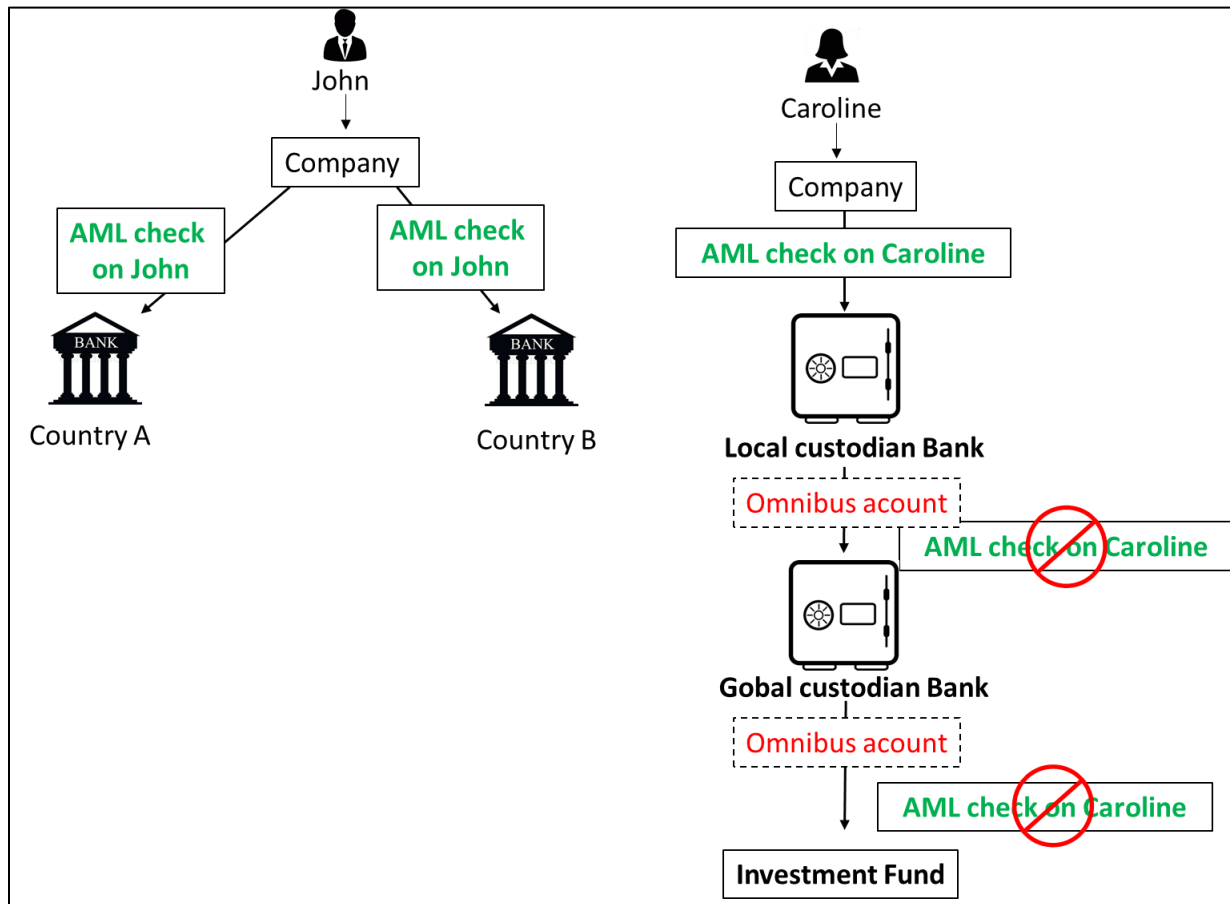 John
Company
AML check
on John
AML check
on John
BANK
Country A
BANK
Country B
Caroline
Company
AML check on Caroline
Local custodian Bank
Omnibus acount
AML check on Caroline
Gobal custodian Bank
Omnibus acount
AML check on Caroline
Investment Fund